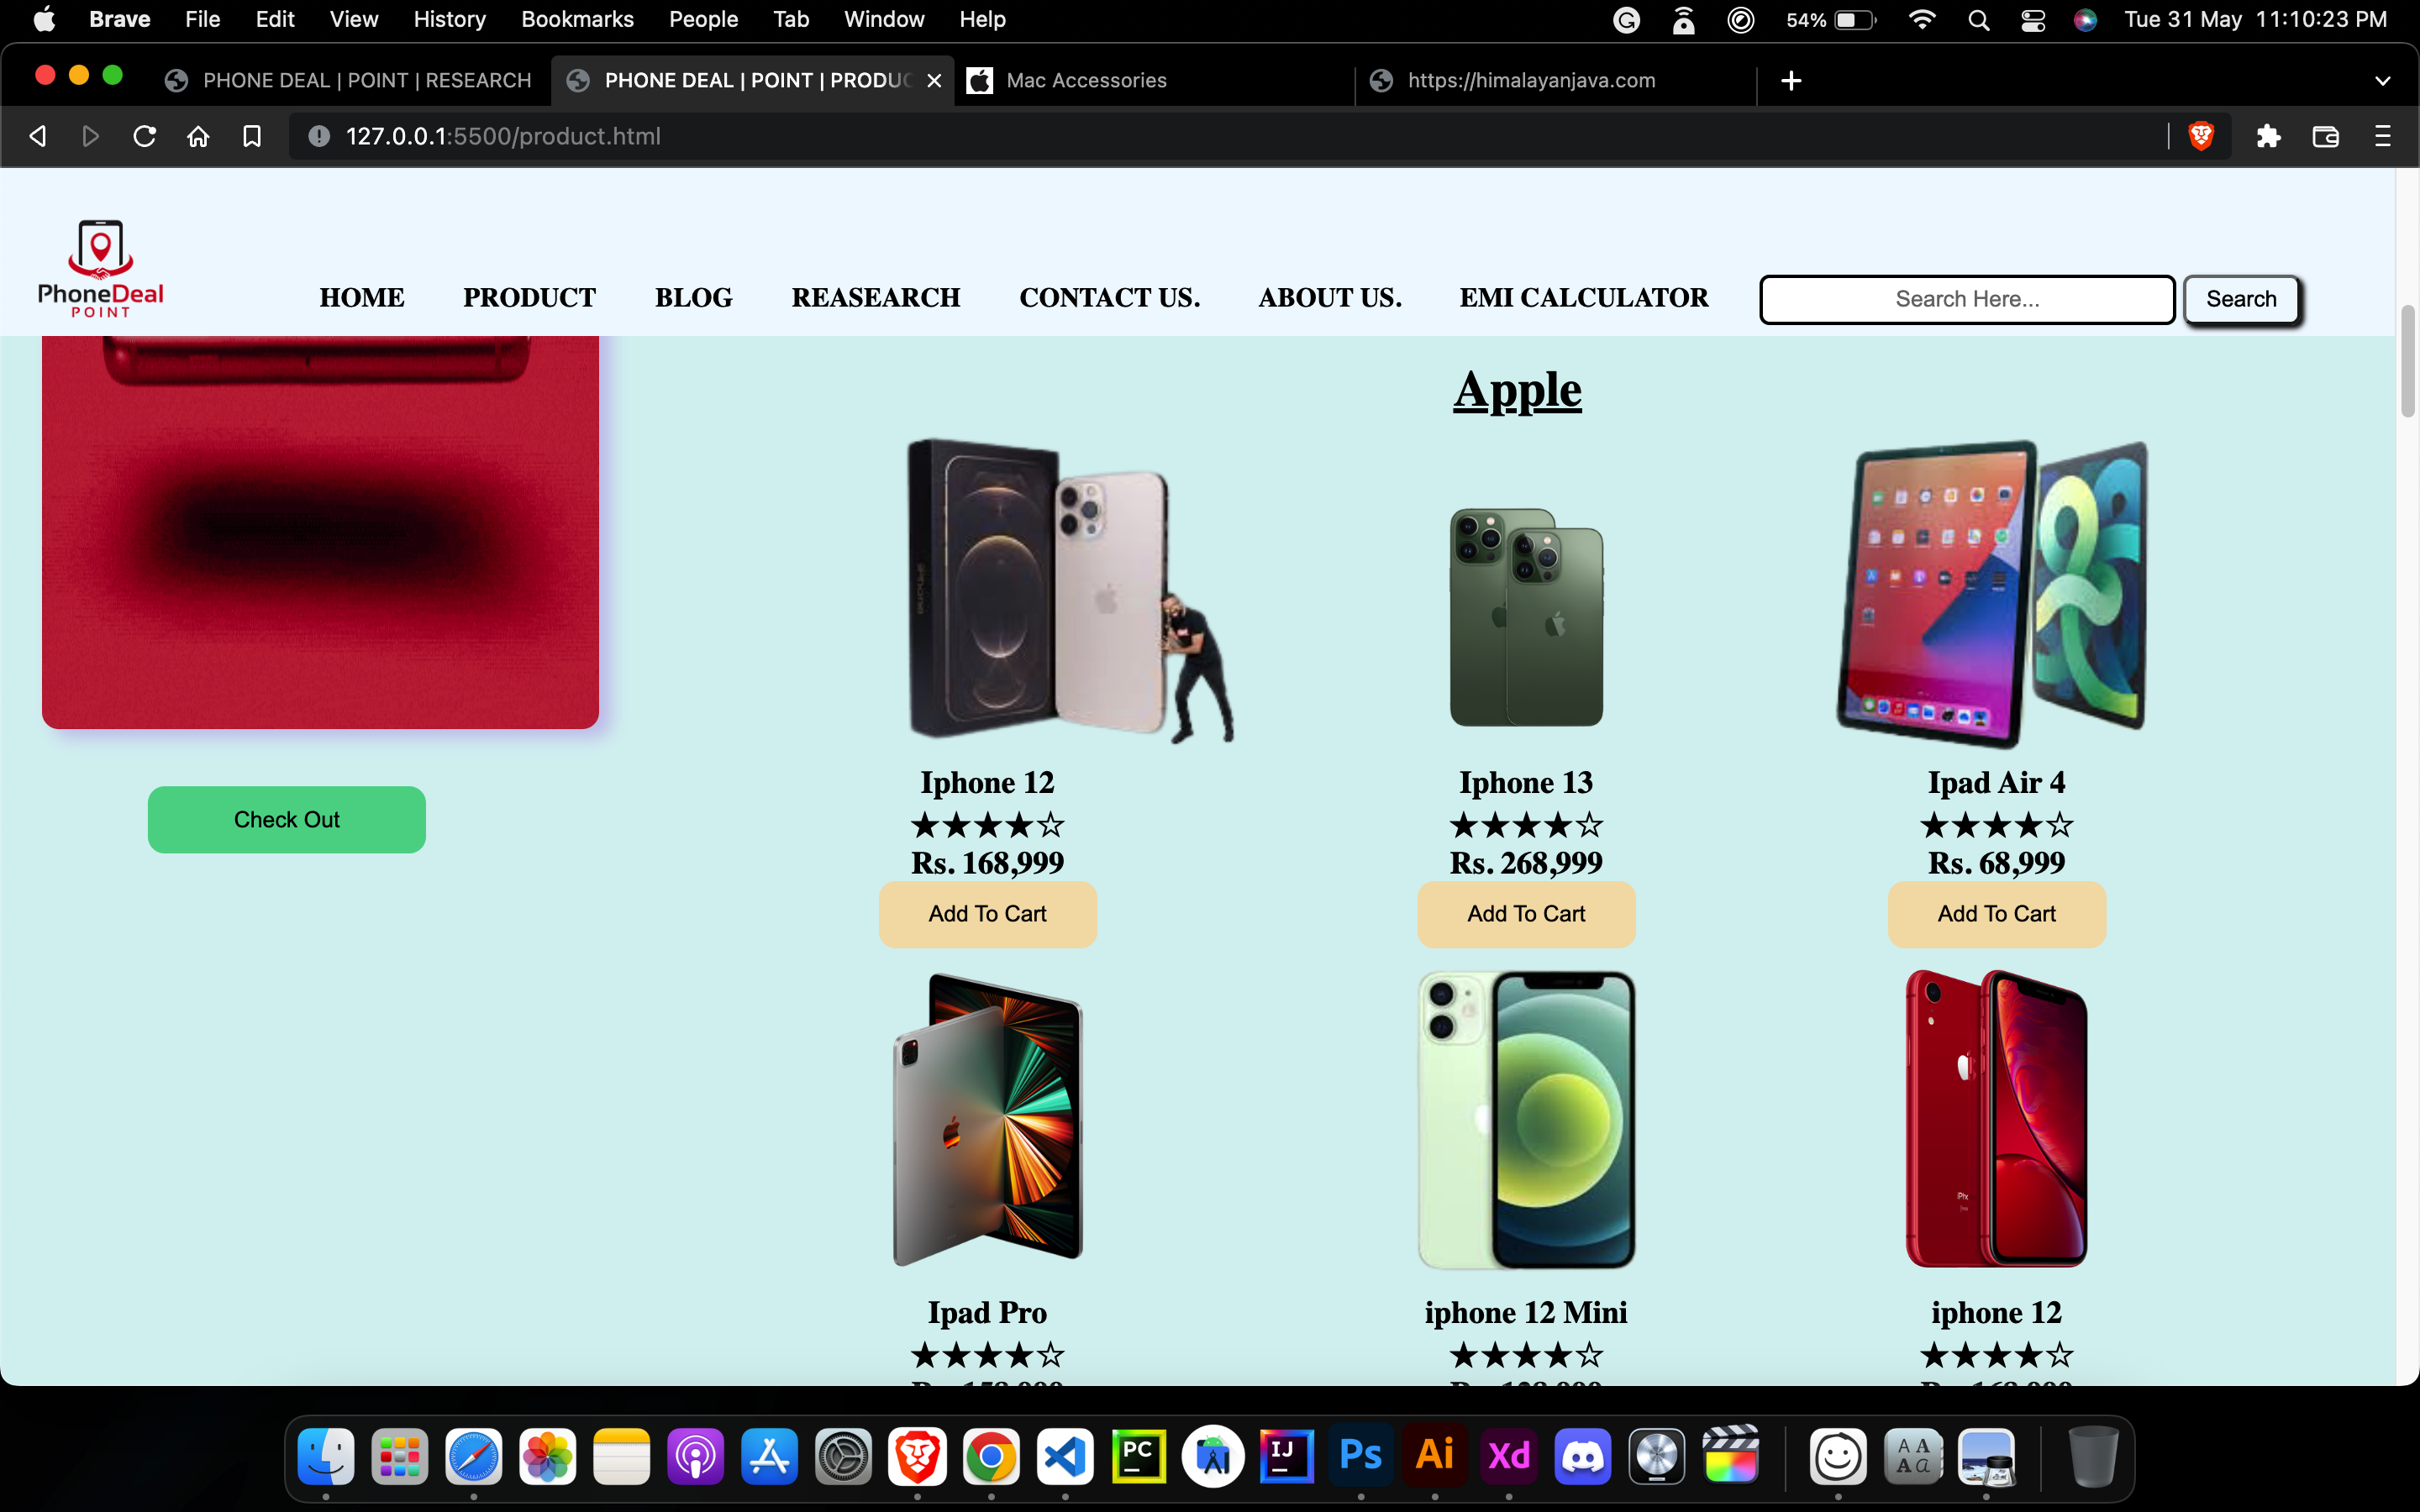 Brave File Edit View History Bookmarks People Tab Window Help 54% Tue 31 May 11:10:23 PM
PHONE DEAL | POINT | RESEARCH PHONE DEAL | POINT | PRODUC Mac Accessories https://himalayanjava.com
127.0.0.1:5500/product.html
PhoneDeal
POINT
HOME PRODUCT BLOG REASEARCH CONTACT US. ABOUT US. EMI CALCULATOR Search Here... Search
Apple
Iphone 12 Iphone 13 Ipad Air 4
★★★★☆ ★★★★☆ ★★★★☆
Rs. 168,999 Rs. 268,999 Rs. 68,999
Check Out
Add To Cart Add To Cart Add To Cart
Ipad Pro iphone 12 Mini iphone 12
★★★★☆ ★★★★☆ ★★★★☆
PC IJ Ps Ai Xd